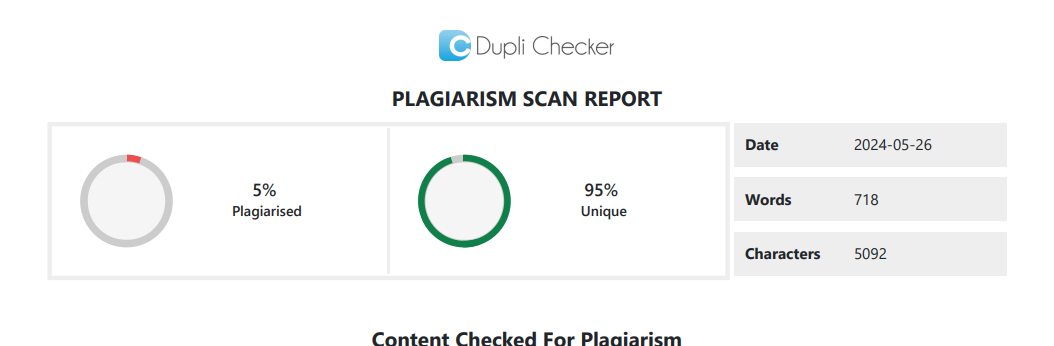 Dupli Checker
PLAGIARISM SCAN REPORT
5%
Plagiarised
95%
Unique
Date 2024-05-26
Words 718
Characters 5092
Content Checked For Plagiarism